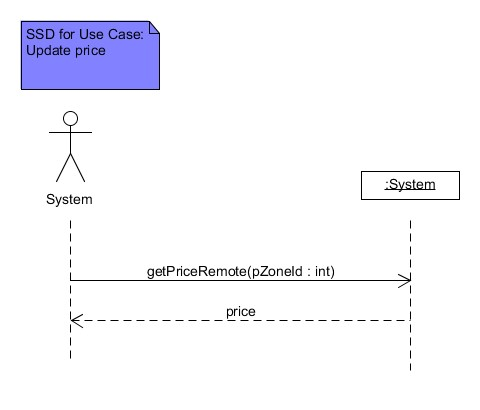 SSD for Use Case:
Update price
System
:System
getPriceRemote(pZoneId : int)
price